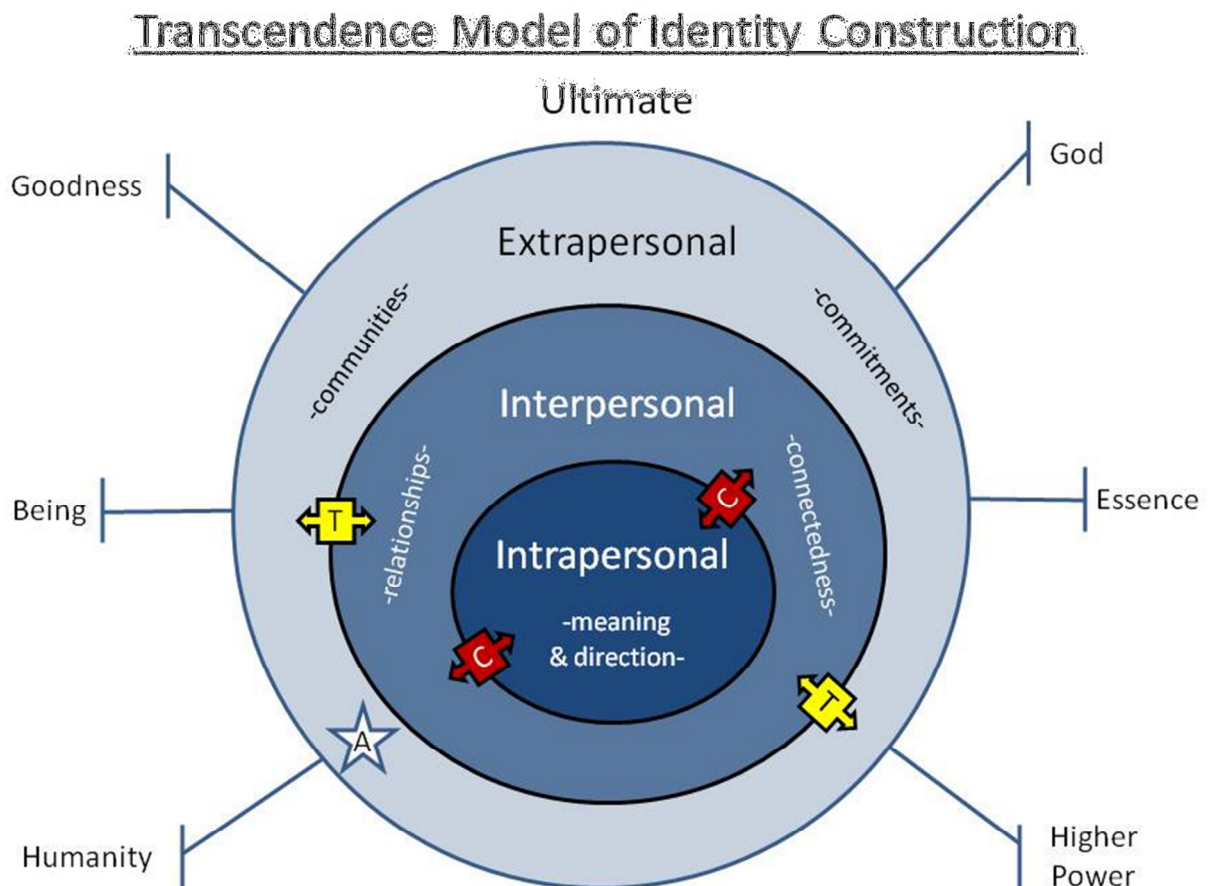 Transcendence Model of Identity Construction
Ultimate
Goodness
God
Extrapersonal
-communities-
-commitments-
Interpersonal
-relationships-
-connectedness-
Being
T
C
Essence
Intrapersonal
-meaning
& direction-
C
T
A
Humanity
Higher
Power